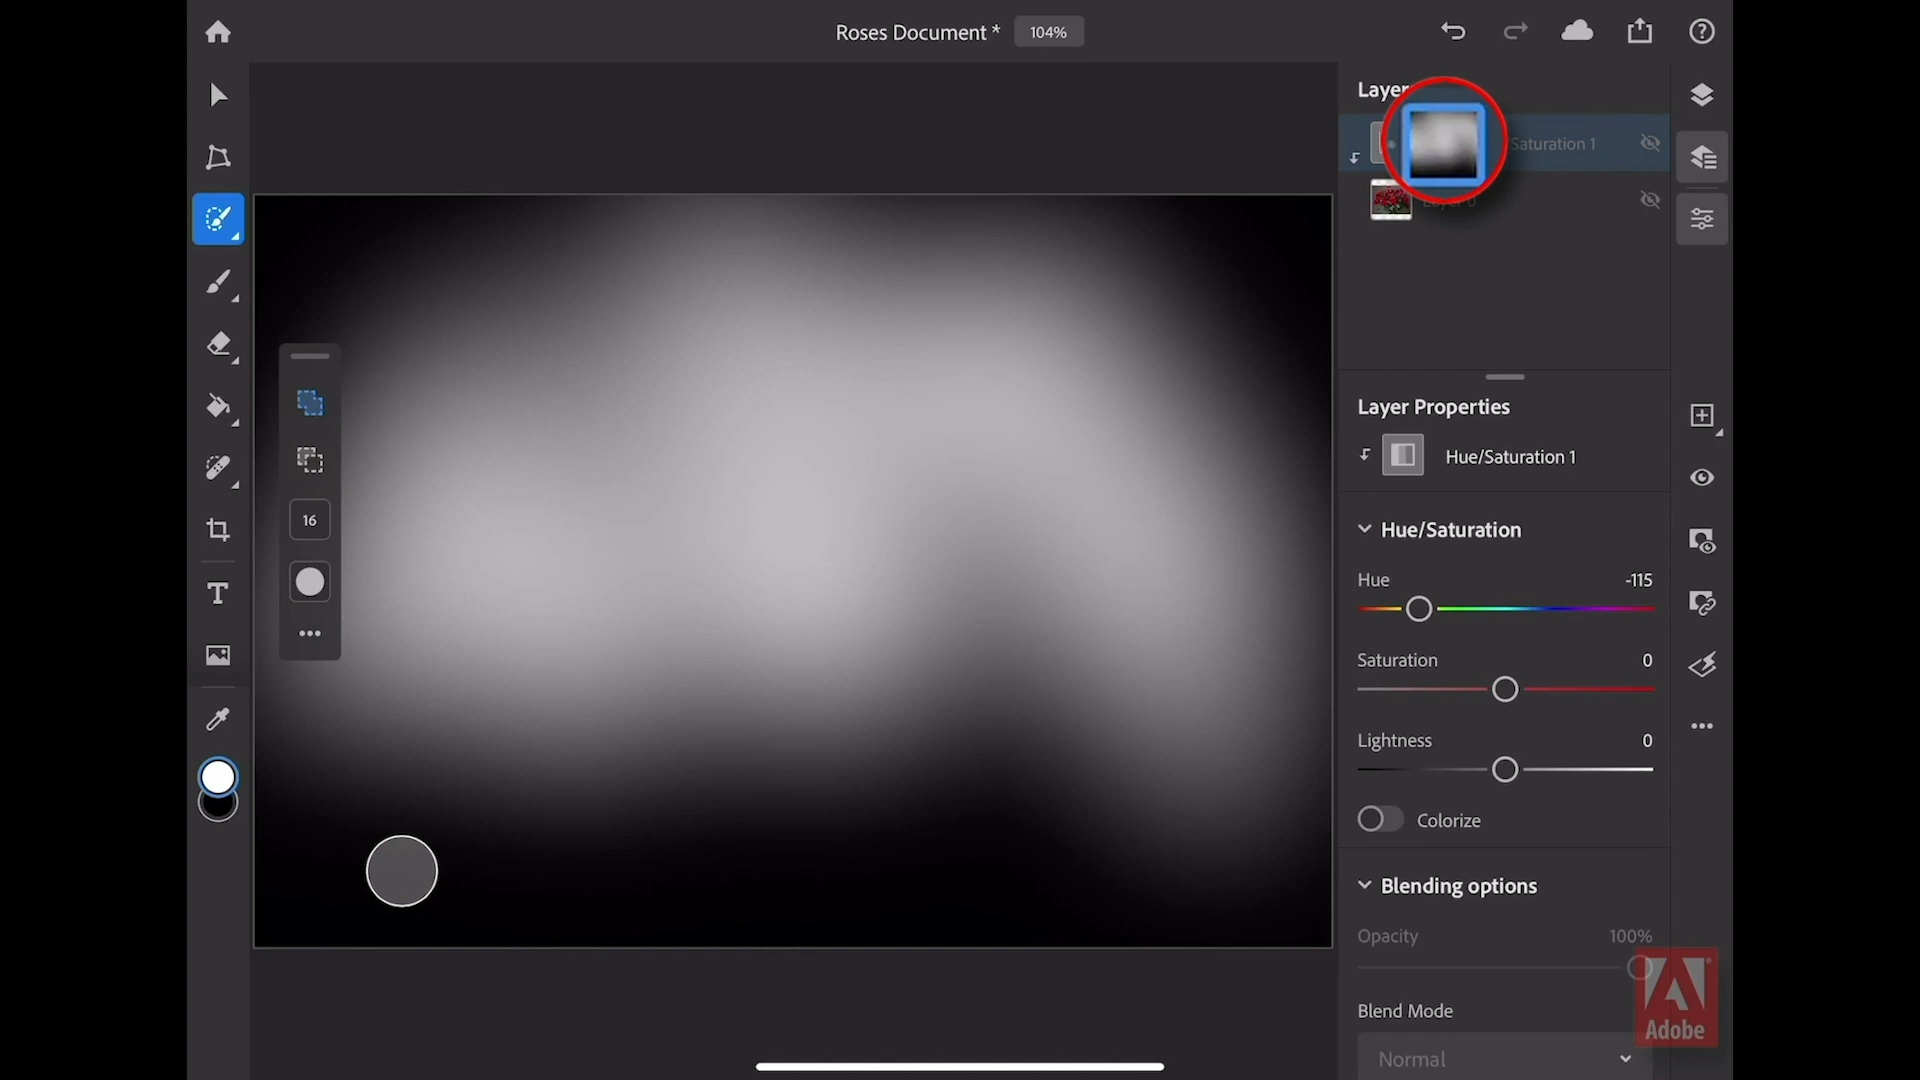 Roses Document *
104%
Layer
Saturation 1
Layer Properties
Hue/Saturation 1
16
Hue/Saturation
Hue
-115
Saturation
0
Lightness
0
Colorize
Blending options
Opacity
100%
Blend Mode
Normal
Adobe